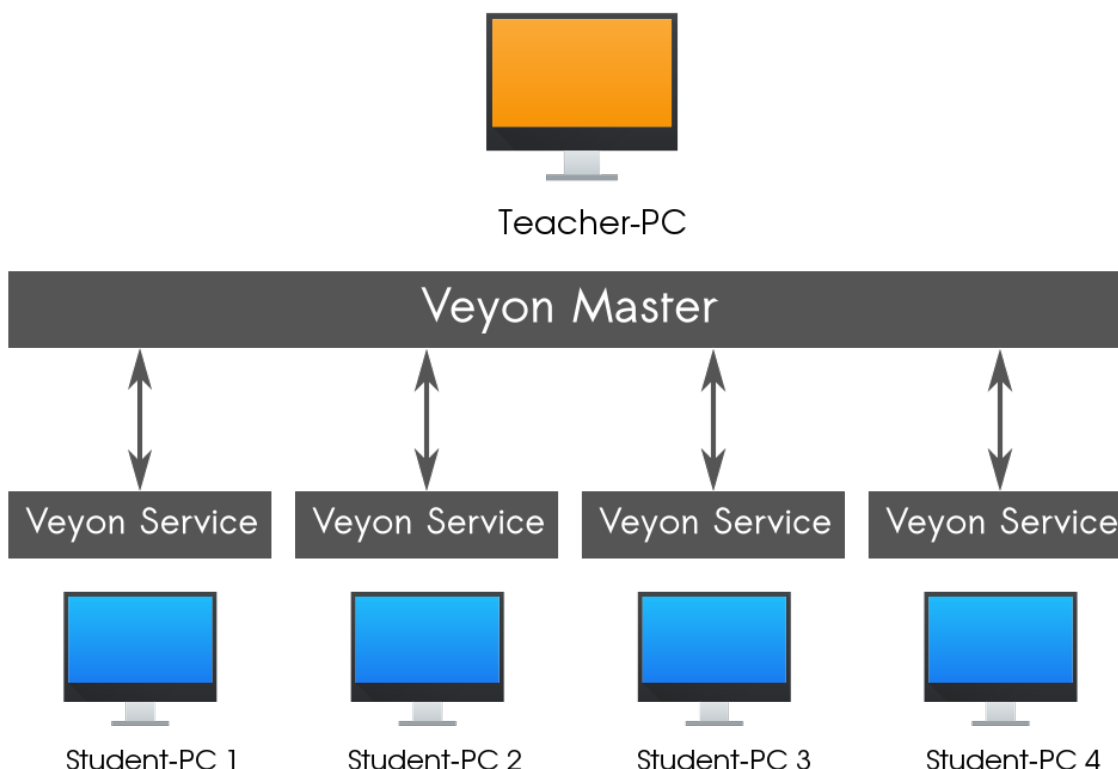 Teacher-PC
Veyon Master
Veyon Service Veyon Service Veyon Service Veyon Service
Student-PC 1 Student-PC 2 Student-PC 3 Student-PC 4